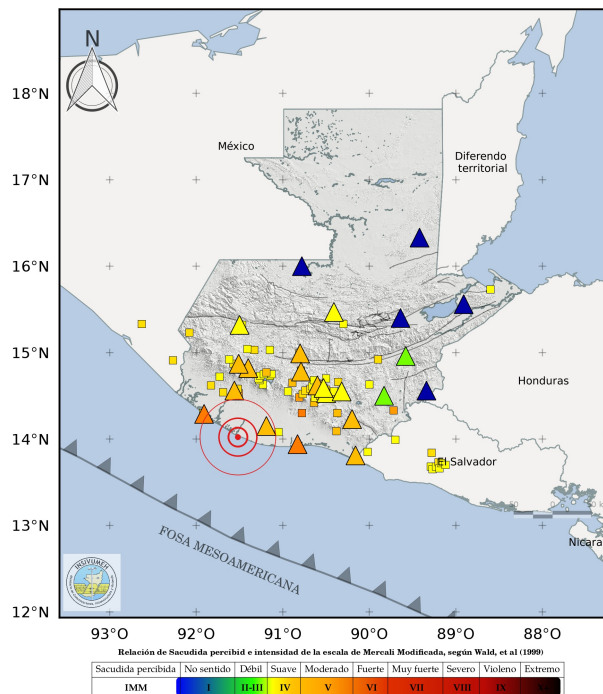 N
18°N
México
Diferendo
territorial
17°N
16°N
15°N
Honduras
14°N
El Salvador
13°N
FOSA MESOAMERICANA
Nicara
INSIVUMEH
12°N
93°O 92°O 91°O 90°O 89°O 88°O
Relación de Sacudida percibid e intensidad de la escala de Mercali Modificada, según Wald, et al (1999)
Sacudida percibida No sentido Débil Suave Moderado Fuerte Muy fuerte Severo Violeno Extremo
IMM I II-III IV V VI VII VIII IX